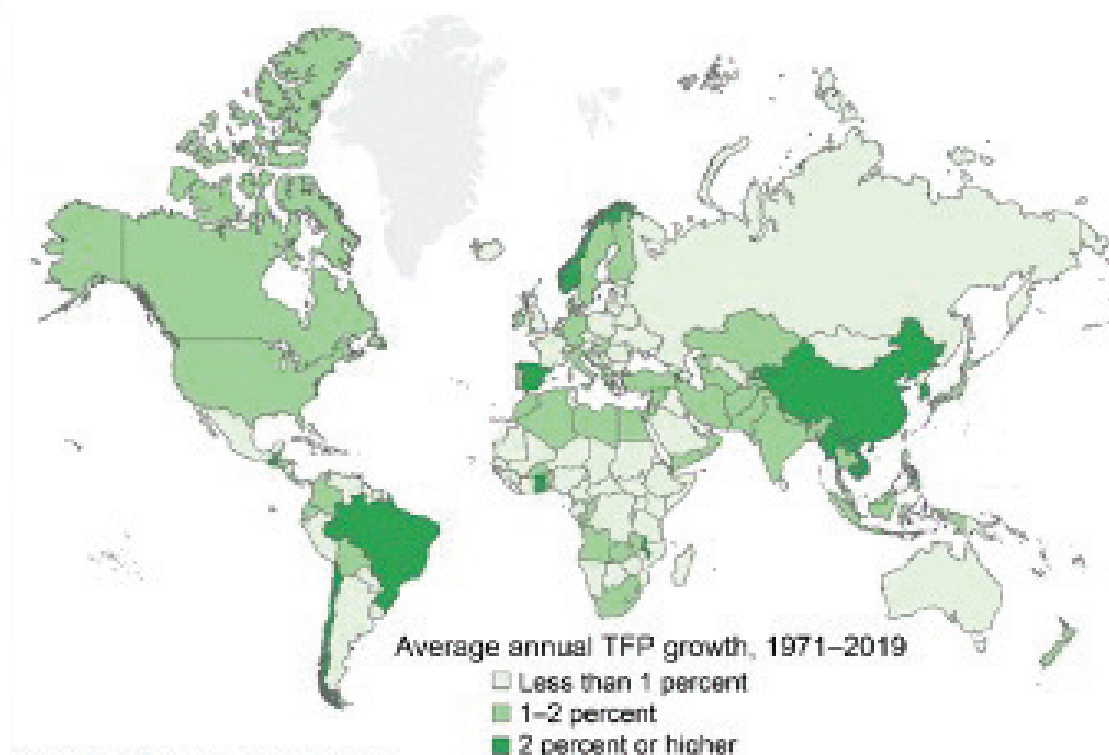 Average annual TFP growth, 1971–2019
Less than 1 percent
1–2 percent
2 percent or higher